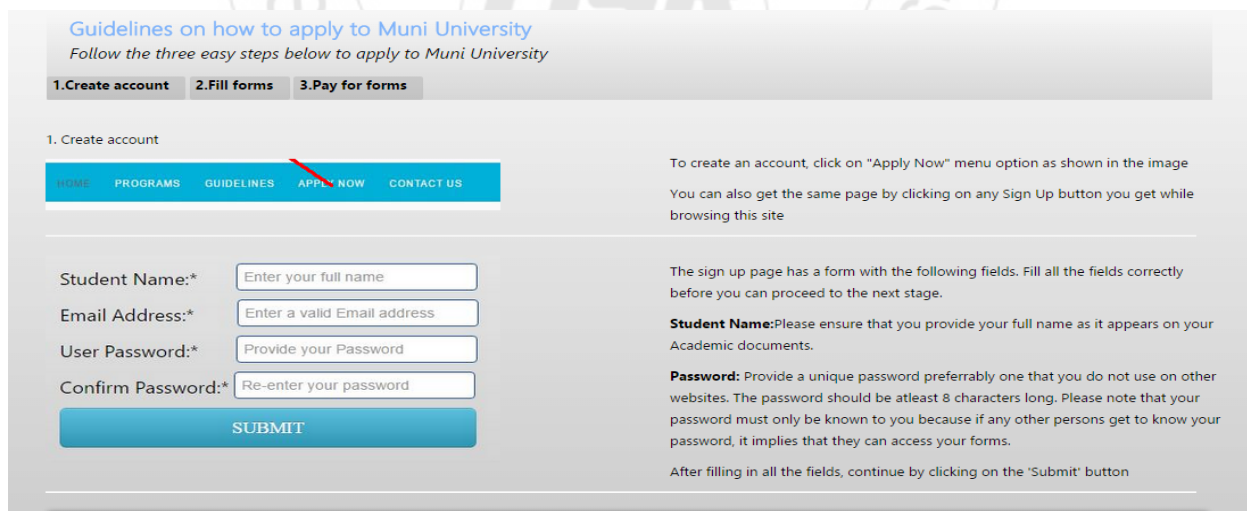 Guidelines on how to apply to Muni University
Follow the three easy steps below to apply to Muni University
1.Create account 2.Fill forms 3.Pay for forms
1. Create account
HOME PROGRAMS GUIDELINES APPLY NOW CONTACT US
To create an account, click on "Apply Now" menu option as shown in the image
You can also get the same page by clicking on any Sign Up button you get while
browsing this site
Student Name:* Enter your full name
Email Address:* Enter a valid Email address
User Password:* Provide your Password
Confirm Password:* Re-enter your password
SUBMIT
The sign up page has a form with the following fields. Fill all the fields correctly
before you can proceed to the next stage.
Student Name:Please ensure that you provide your full name as it appears on your
Academic documents.
Password: Provide a unique password preferrably one that you do not use on other
websites. The password should be atleast 8 characters long. Please note that your
password must only be known to you because if any other persons get to know your
password, it implies that they can access your forms.
After filling in all the fields, continue by clicking on the 'Submit' button